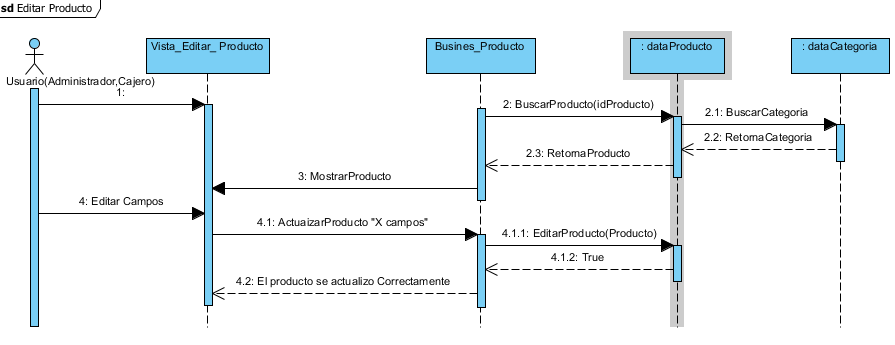 sd Editar Producto
Vista_Editar_ Producto
Busines_Producto
: dataProducto
: dataCategoria
Usuario(Administrador,Cajero)
1:
2: BuscarProducto(idProducto)
2.1: BuscarCategoria
2.2: RetornaCategoria
2.3: RetornaProducto
3: MostrarProducto
4: Editar Campos
4.1: ActuaizarProducto "X campos"
4.1.1: EditarProducto(Producto)
4.1.2: True
4.2: El producto se actualizo Correctamente